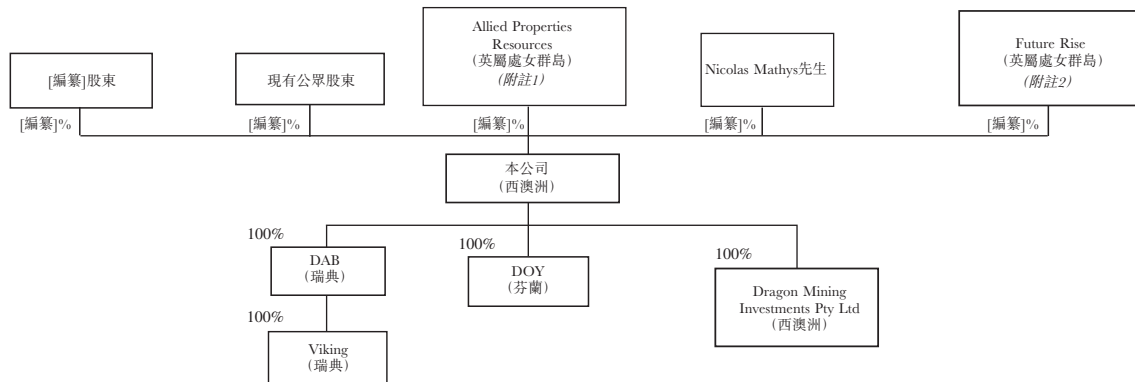 Allied Properties
Resources
(英屬處女群島)
(附註1)
Future Rise
(英屬處女群島)
(附註2)
[編纂]股東
現有公眾股東
Nicolas Mathys先生
[編纂]%
[編纂]%
[編纂]%
[編纂]%
[編纂]%
本公司
(西澳洲)
100%
100%
100%
DAB
(瑞典)
DOY
(芬蘭)
Dragon Mining
Investments Pty Ltd
(西澳洲)
100%
Viking
(瑞典)